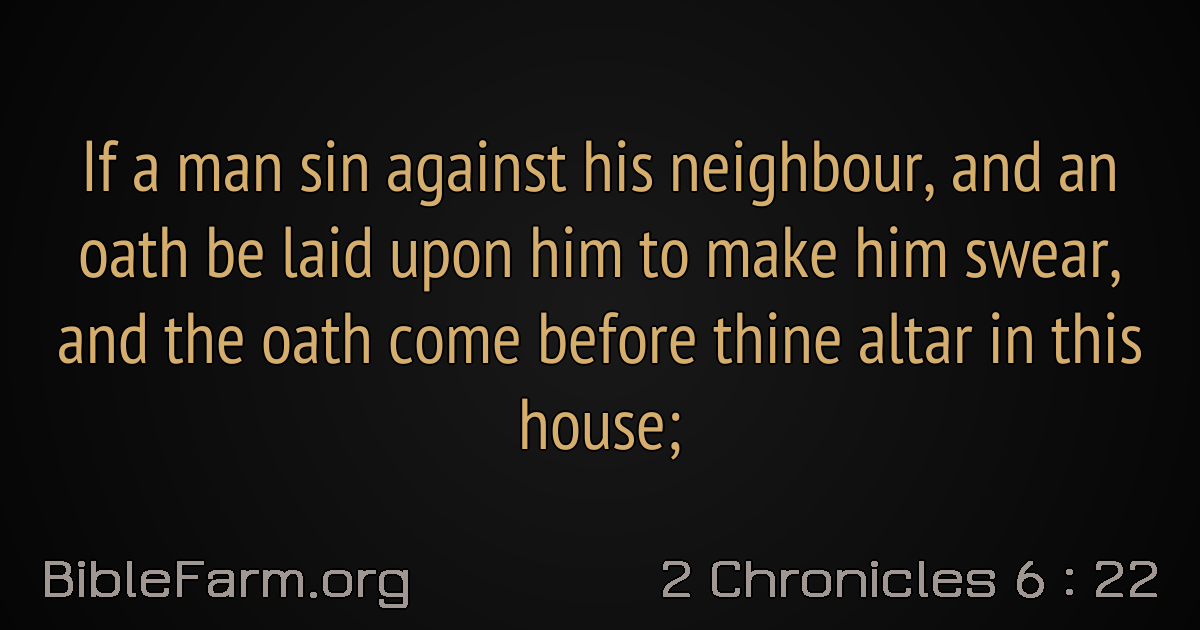 If a man sin against his neighbour, and an
oath be laid upon him to make him swear,
and the oath come before thine altar in this
house;
BibleFarm.org
2 Chronicles 6 : 22